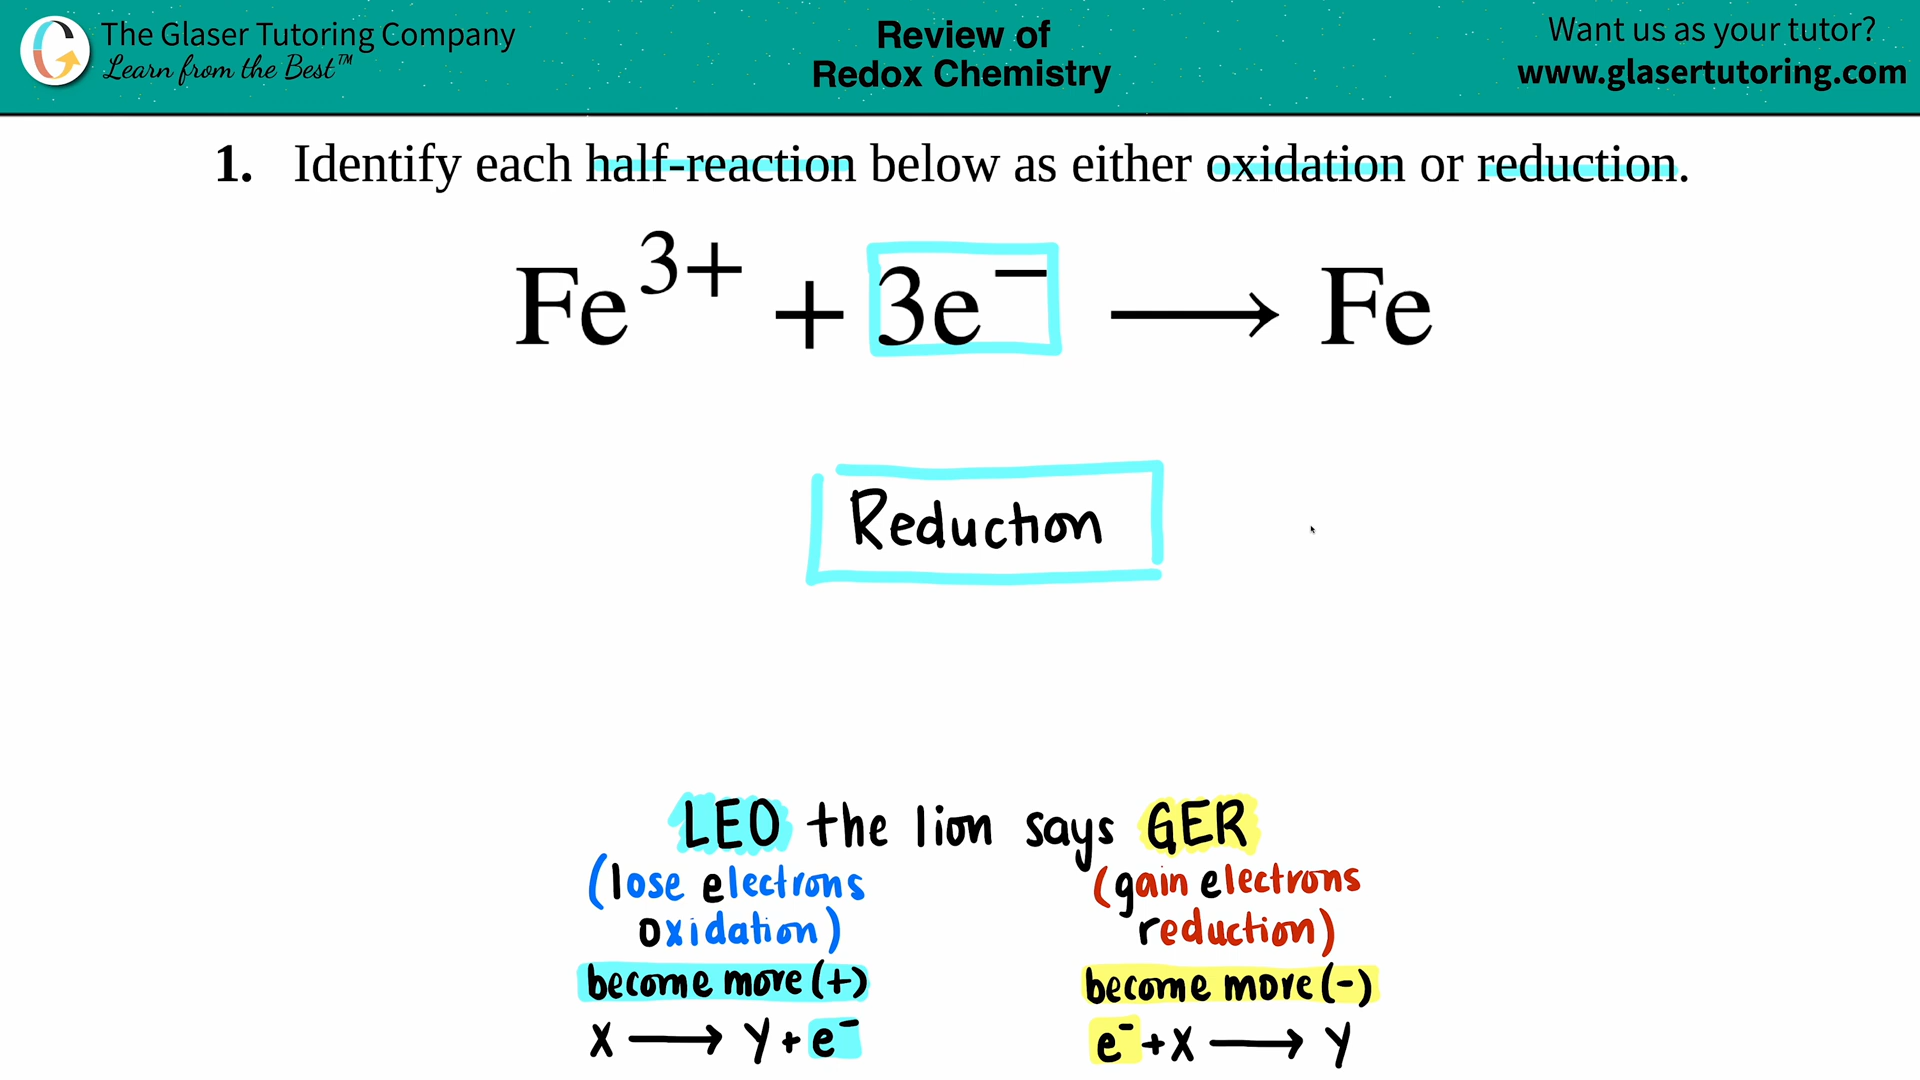 The Glaser Tutoring Company
Learn from the Best™
Review of
Redox Chemistry
Want us as your tutor?
www.glasertutoring.com
1. Identify each half-reaction below as either oxidation or reduction.
Fe³⁺ + 3e⁻ ⟶ Fe
Reduction
LEO the lion says GER
(lose electrons
oxidation)
become more (+)
X ⟶ Y + e⁻
(gain electrons
reduction)
become more (-)
e⁻ + X ⟶ Y